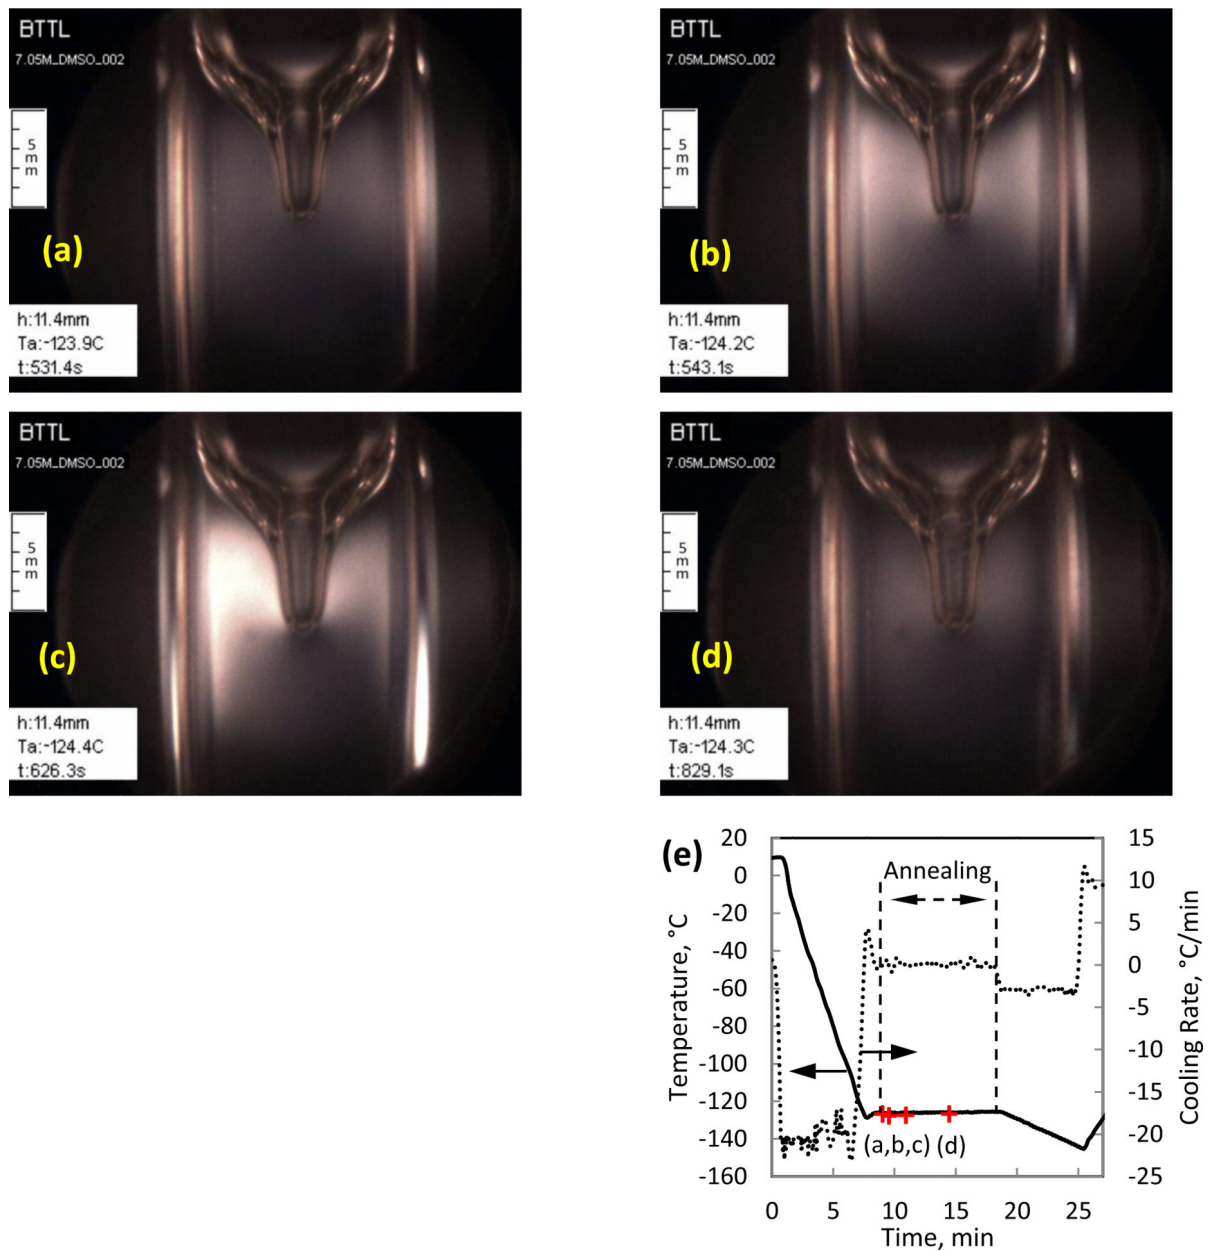 BTTL
7.05M_DMSO_002
5
m
m
(a)
h:11.4mm
Ta:-123.9C
t:531.4s
BTTL
7.05M_DMSO_002
5
m
m
(b)
h:11.4mm
Ta:-124.2C
t:543.1s
BTTL
7.05M_DMSO_002
5
m
m
(c)
h:11.4mm
Ta:-124.4C
t:626.3s
BTTL
7.05M_DMSO_002
5
m
m
(d)
h:11.4mm
Ta:-124.3C
t:829.1s
(e)
Temperature, °C
20
0
-20
-40
-60
-80
-100
-120
-140
-160
Annealing
(a,b,c) (d)
15
10
5
0
-5
-10
-15
-20
-25
Cooling Rate, °C/min
0 5 10 15 20 25
Time, min